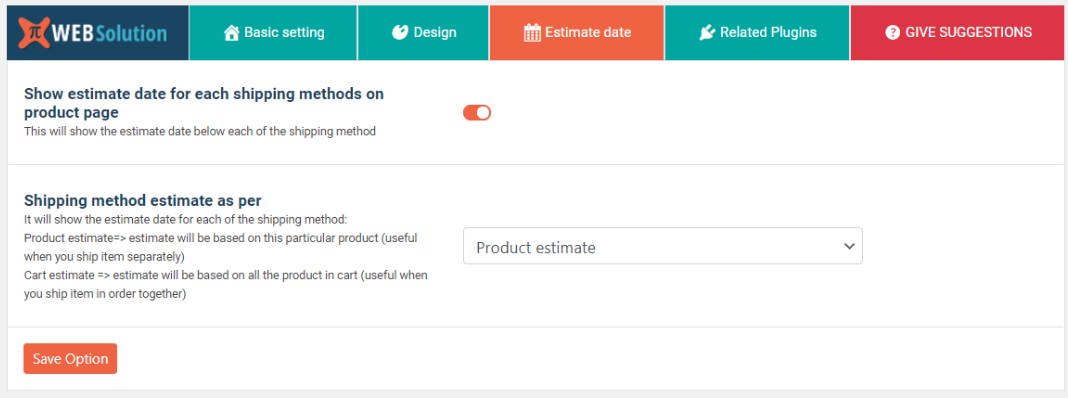 π WEB Solution
Basic setting
Design
Estimate date
Related Plugins
? GIVE SUGGESTIONS
Show estimate date for each shipping methods on
product page
This will show the estimate date below each of the shipping method
Shipping method estimate as per
It will show the estimate date for each of the shipping method:
Product estimate=> estimate will be based on this particular product (useful
when you ship item separately)
Product estimate
Cart estimate => estimate will be based on all the product in cart (useful when
you ship item in order together)
Save Option